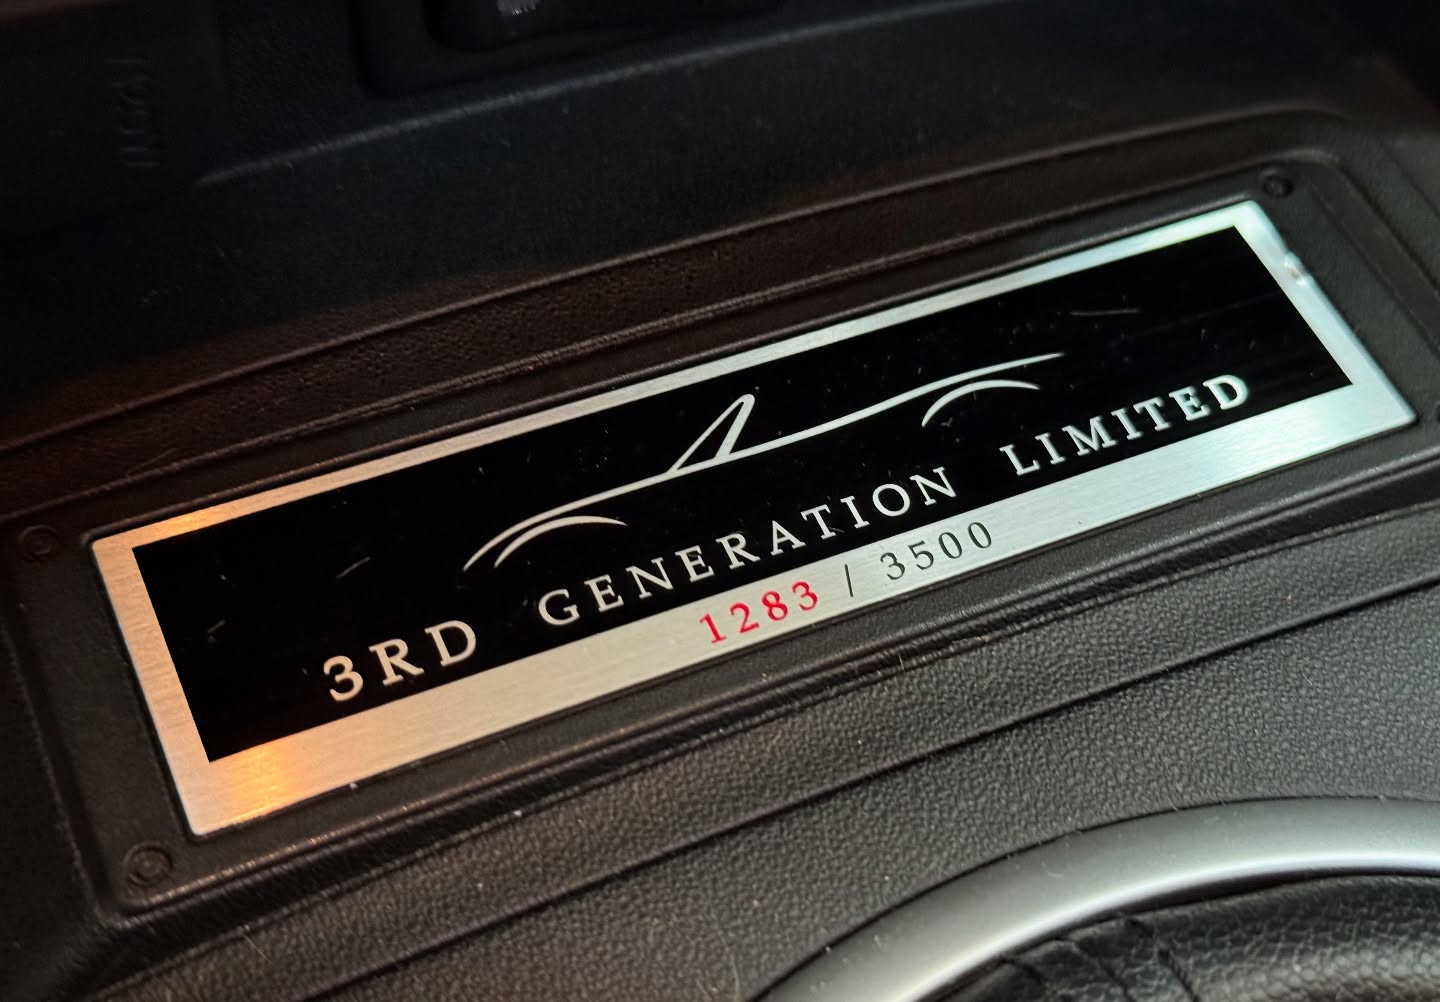 3RD GENERATION LIMITED
1283 / 3500